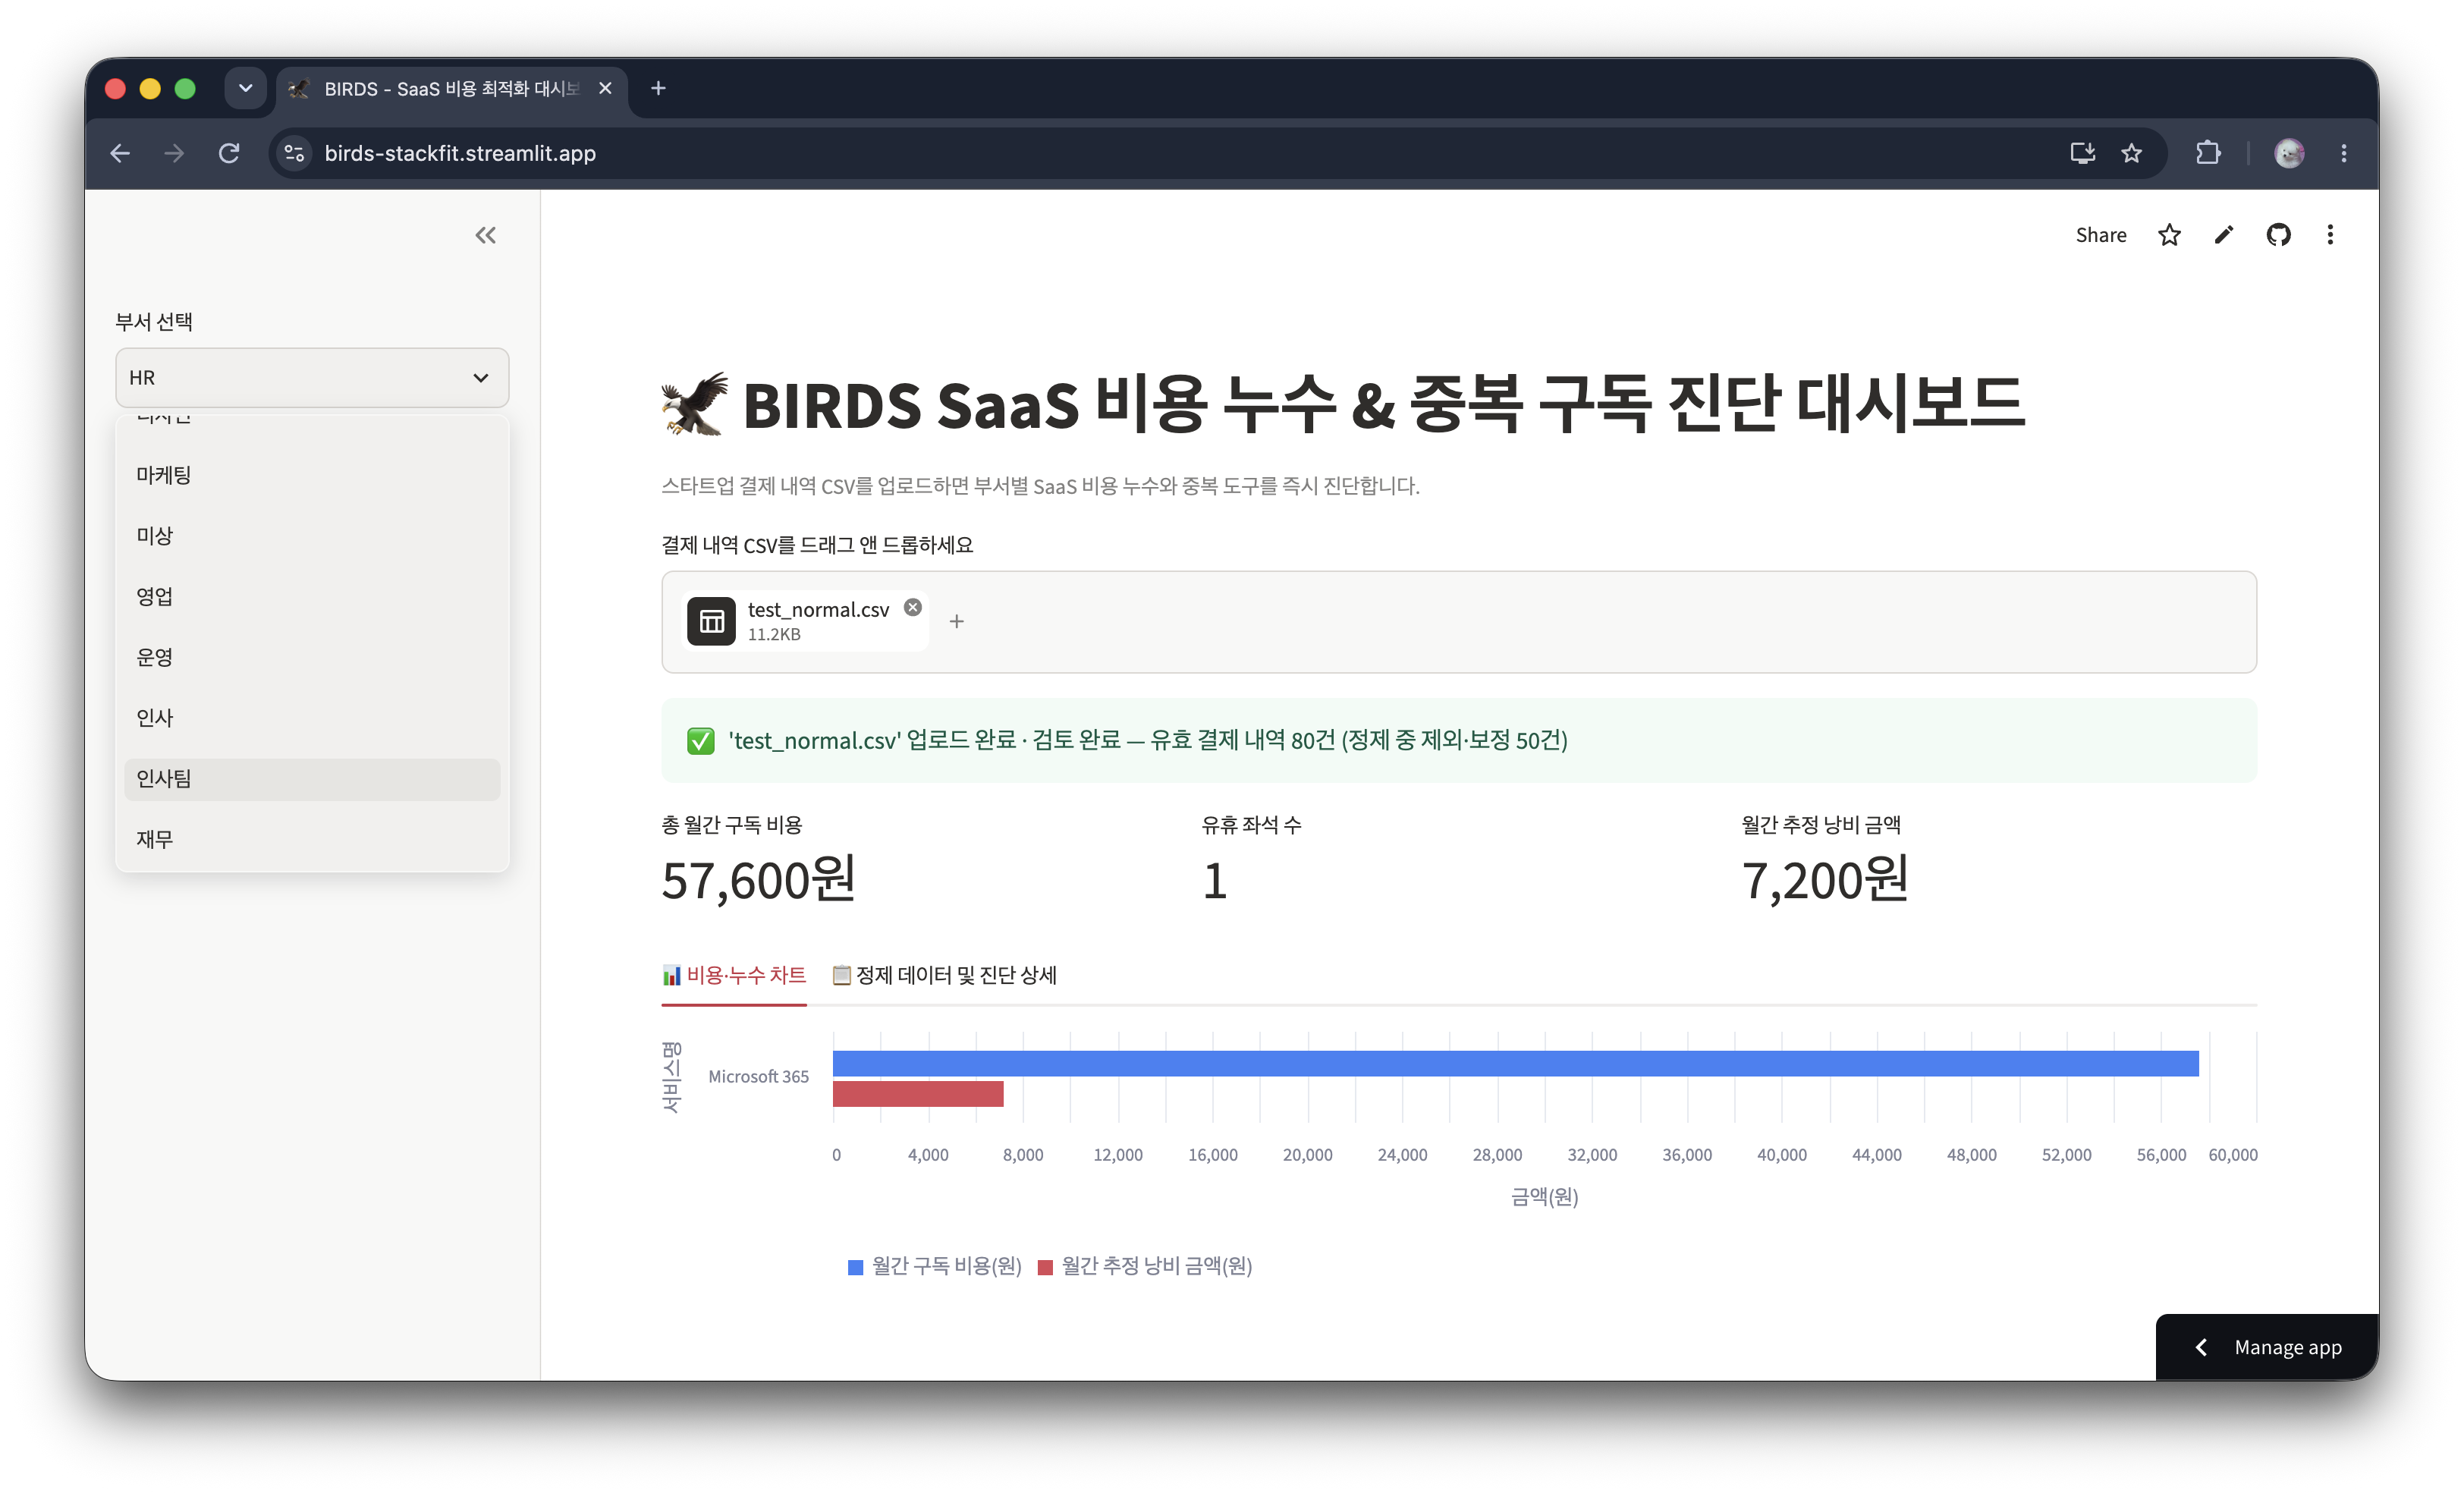 BIRDS - SaaS 비용 최적화 대시보
birds-stackfit.streamlit.app
Share
부서 선택
HR
디자인
마케팅
미상
영업
운영
인사
인사팀
재무
BIRDS SaaS 비용 누수 & 중복 구독 진단 대시보드
스타트업 결제 내역 CSV를 업로드하면 부서별 SaaS 비용 누수와 중복 도구를 즉시 진단합니다.
결제 내역 CSV를 드래그 앤 드롭하세요
test_normal.csv
11.2KB
'test_normal.csv' 업로드 완료 · 검토 완료 — 유효 결제 내역 80건 (정제 중 제외·보정 50건)
총 월간 구독 비용
57,600원
유휴 좌석 수
1
월간 추정 낭비 금액
7,200원
비용·누수 차트
정제 데이터 및 진단 상세
서비스명
Microsoft 365
0 4,000 8,000 12,000 16,000 20,000 24,000 28,000 32,000 36,000 40,000 44,000 48,000 52,000 56,000 60,000
금액(원)
월간 구독 비용(원) 월간 추정 낭비 금액(원)
Manage app